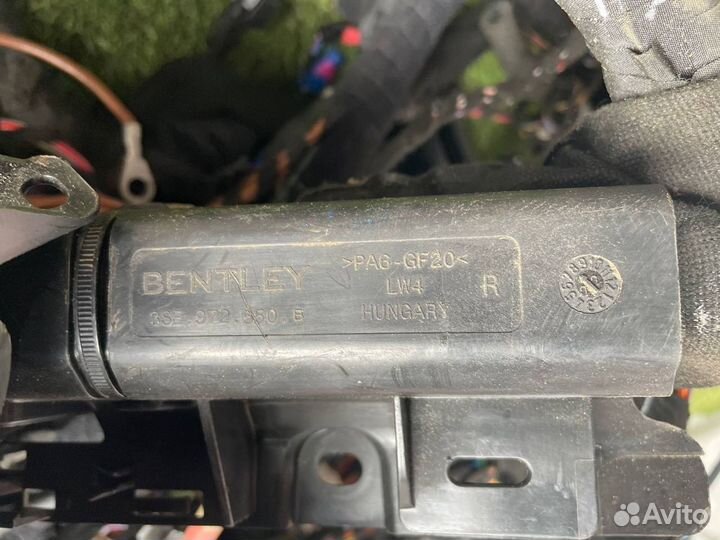 BENTLEY
>PA6-GF20<
LW4
HUNGARY
R
B
Avito